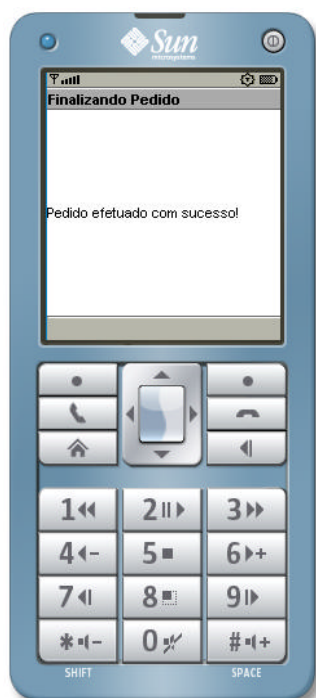 Sun
microsystems
Finalizando Pedido
Pedido efetuado com sucesso!
1 2 3
4 - 5 6 +
7 8 9
* - 0 # +
SHIFT SPACE